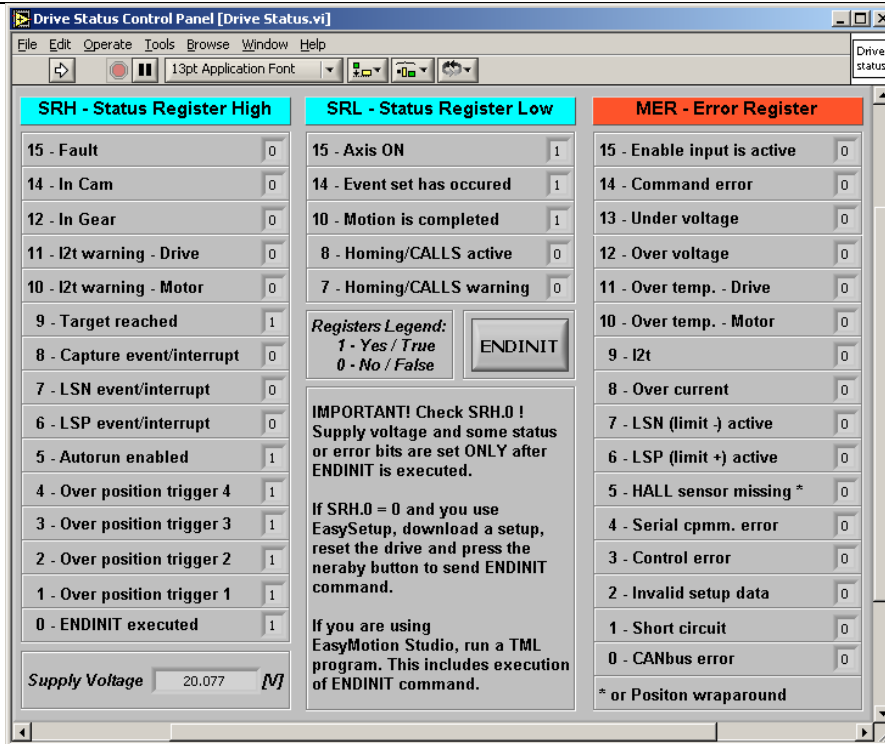 Drive Status Control Panel [Drive Status.vi]
File Edit Operate Tools Browse Window Help
13pt Application Font
Drive
status
SRH - Status Register High
15 - Fault 0
14 - In Cam 0
12 - In Gear 0
11 - I2t warning - Drive 0
10 - I2t warning - Motor 0
9 - Target reached 1
8 - Capture event/interrupt 0
7 - LSN event/interrupt 0
6 - LSP event/interrupt 0
5 - Autorun enabled 1
4 - Over position trigger 4 1
3 - Over position trigger 3 1
2 - Over position trigger 2 1
1 - Over position trigger 1 1
0 - ENDINIT executed 1
Supply Voltage 20.077 [V]
SRL - Status Register Low
15 - Axis ON 1
14 - Event set has occured 1
10 - Motion is completed 1
8 - Homing/CALLS active 0
7 - Homing/CALLS warning 0
Registers Legend:
1 - Yes / True
0 - No / False
ENDINIT
IMPORTANT! Check SRH.0 !
Supply voltage and some status
or error bits are set ONLY after
ENDINIT is executed.
If SRH.0 = 0 and you use
EasySetup, download a setup,
reset the drive and press the
neraby button to send ENDINIT
command.
If you are using
EasyMotion Studio, run a TML
program. This includes execution
of ENDINIT command.
MER - Error Register
15 - Enable input is active 0
14 - Command error 0
13 - Under voltage 0
12 - Over voltage 0
11 - Over temp. - Drive 0
10 - Over temp. - Motor 0
9 - I2t 0
8 - Over current 0
7 - LSN (limit -) active 0
6 - LSP (limit +) active 0
5 - HALL sensor missing * 0
4 - Serial cpmm. error 0
3 - Control error 0
2 - Invalid setup data 0
1 - Short circuit 0
0 - CANbus error 0
* or Positon wraparound